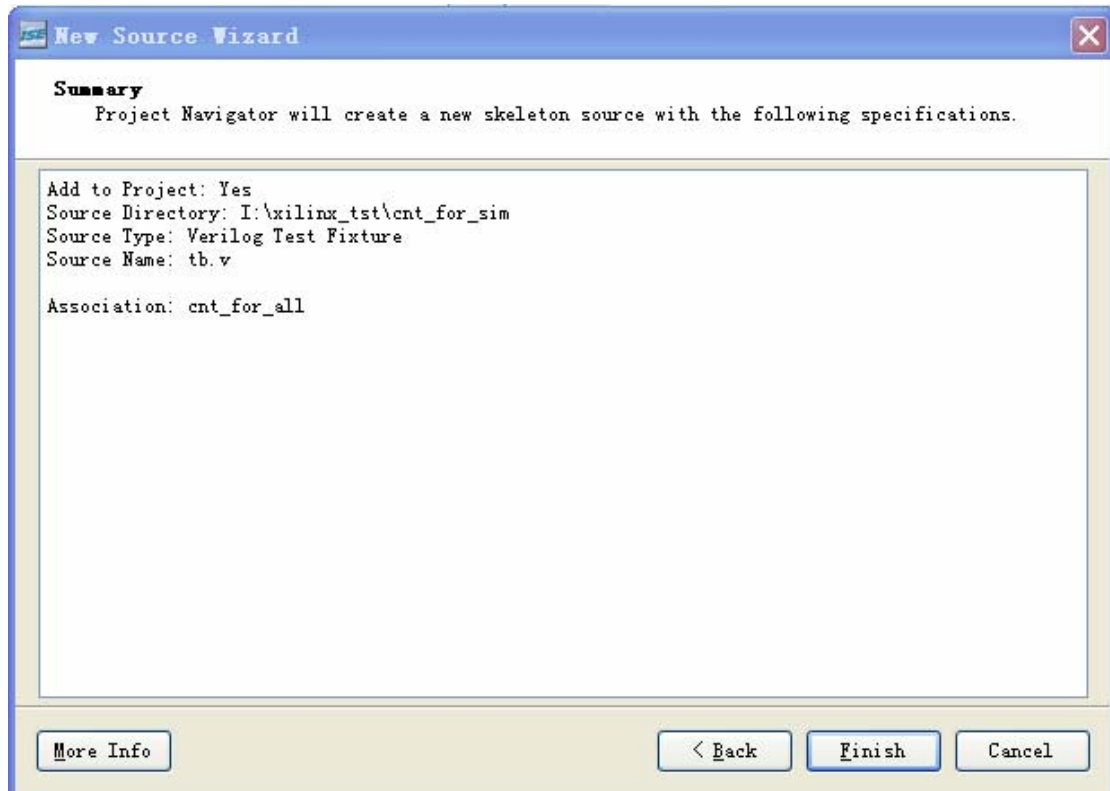 ISE New Source Wizard
Summary
Project Navigator will create a new skeleton source with the following specifications.
Add to Project: Yes
Source Directory: I:\xilinx_tst\cnt_for_sim
Source Type: Verilog Test Fixture
Source Name: tb.v
Association: cnt_for_all
More Info
< Back
Finish
Cancel